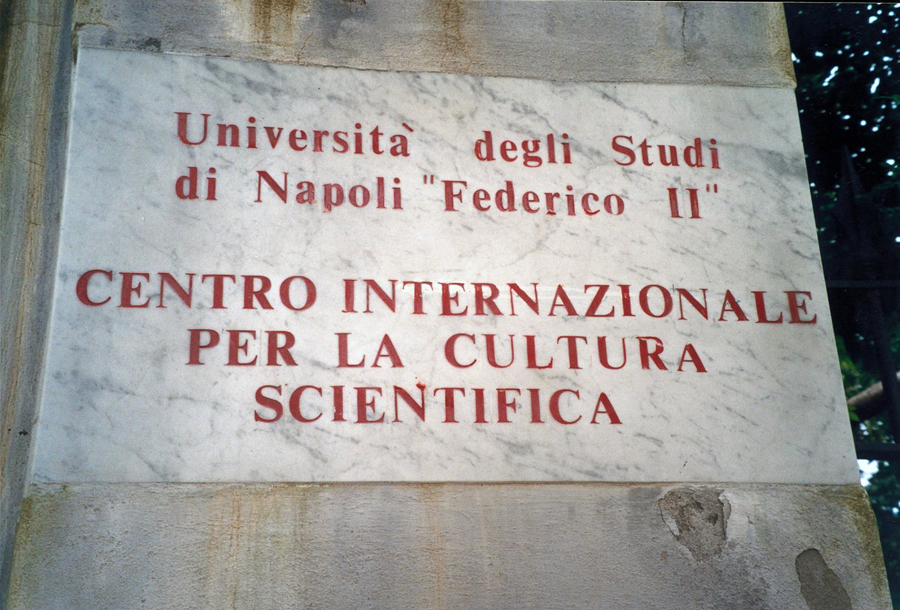 Università degli Studi
di Napoli "Federico II"
CENTRO INTERNAZIONALE
PER LA CULTURA
SCIENTIFICA